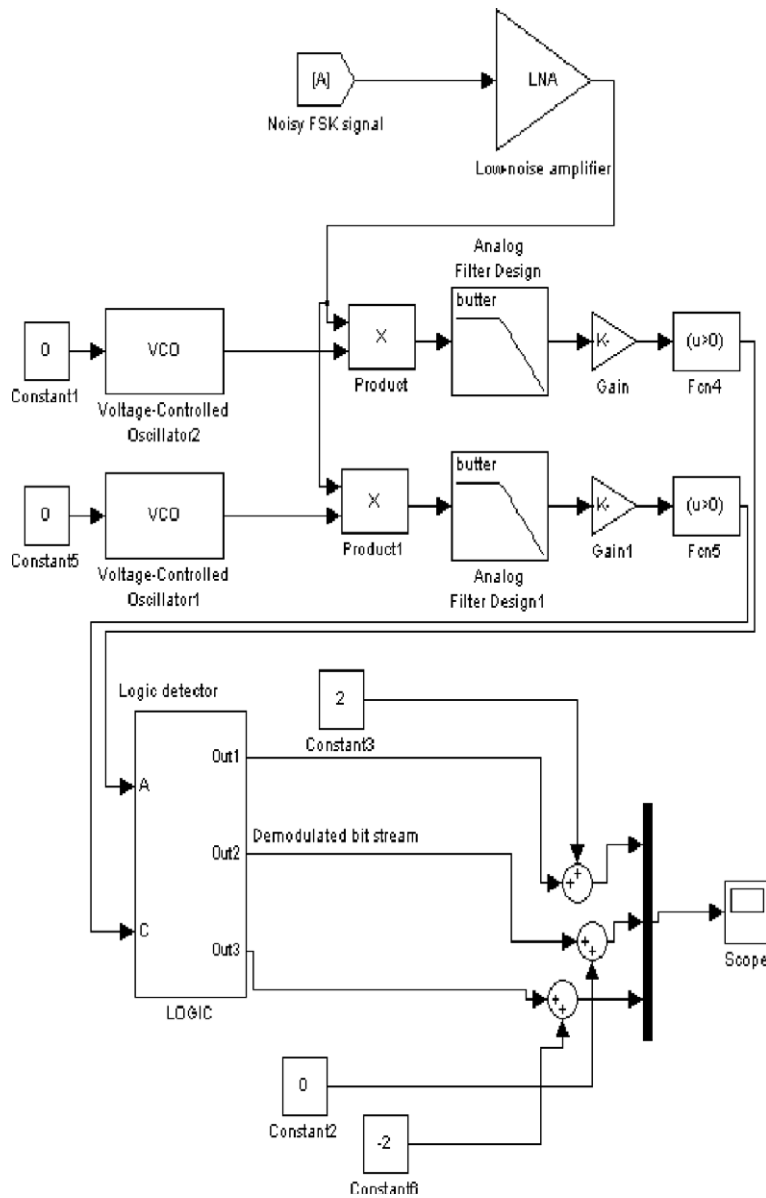 [A]
Noisy FSK signal
LNA
Low-noise amplifier
Analog
Filter Design
0
Constant1
VCO
Voltage-Controlled
Oscillator2
X
Product
butter
K-
Gain
(u>0)
Fcn4
0
Constant5
VCO
Voltage-Controlled
Oscillator1
X
Product1
butter
Analog
Filter Design1
K-
Gain1
(u>0)
Fcn5
Logic detector
A
C
Out1
Out2
Out3
LOGIC
Demodulated bit stream
2
Constant3
+
+
+
+
+
+
Scope
0
Constant2
-2
Constant6